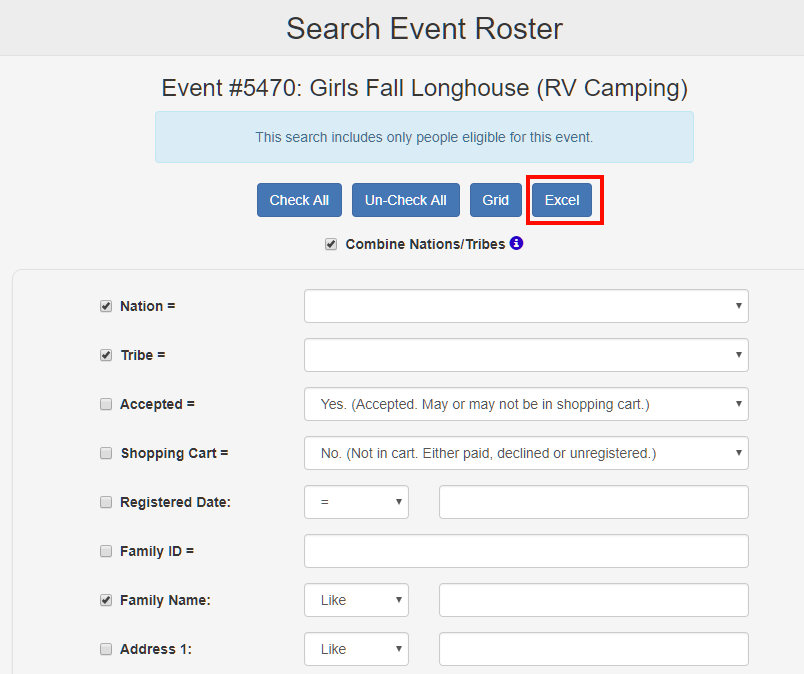 Search Event Roster
Event #5470: Girls Fall Longhouse (RV Camping)
This search includes only people eligible for this event.
Check All Un-Check All Grid Excel
Combine Nations/Tribes
Nation =
Tribe =
Accepted = Yes. (Accepted. May or may not be in shopping cart.)
Shopping Cart = No. (Not in cart. Either paid, declined or unregistered.)
Registered Date: =
Family ID =
Family Name: Like
Address 1: Like